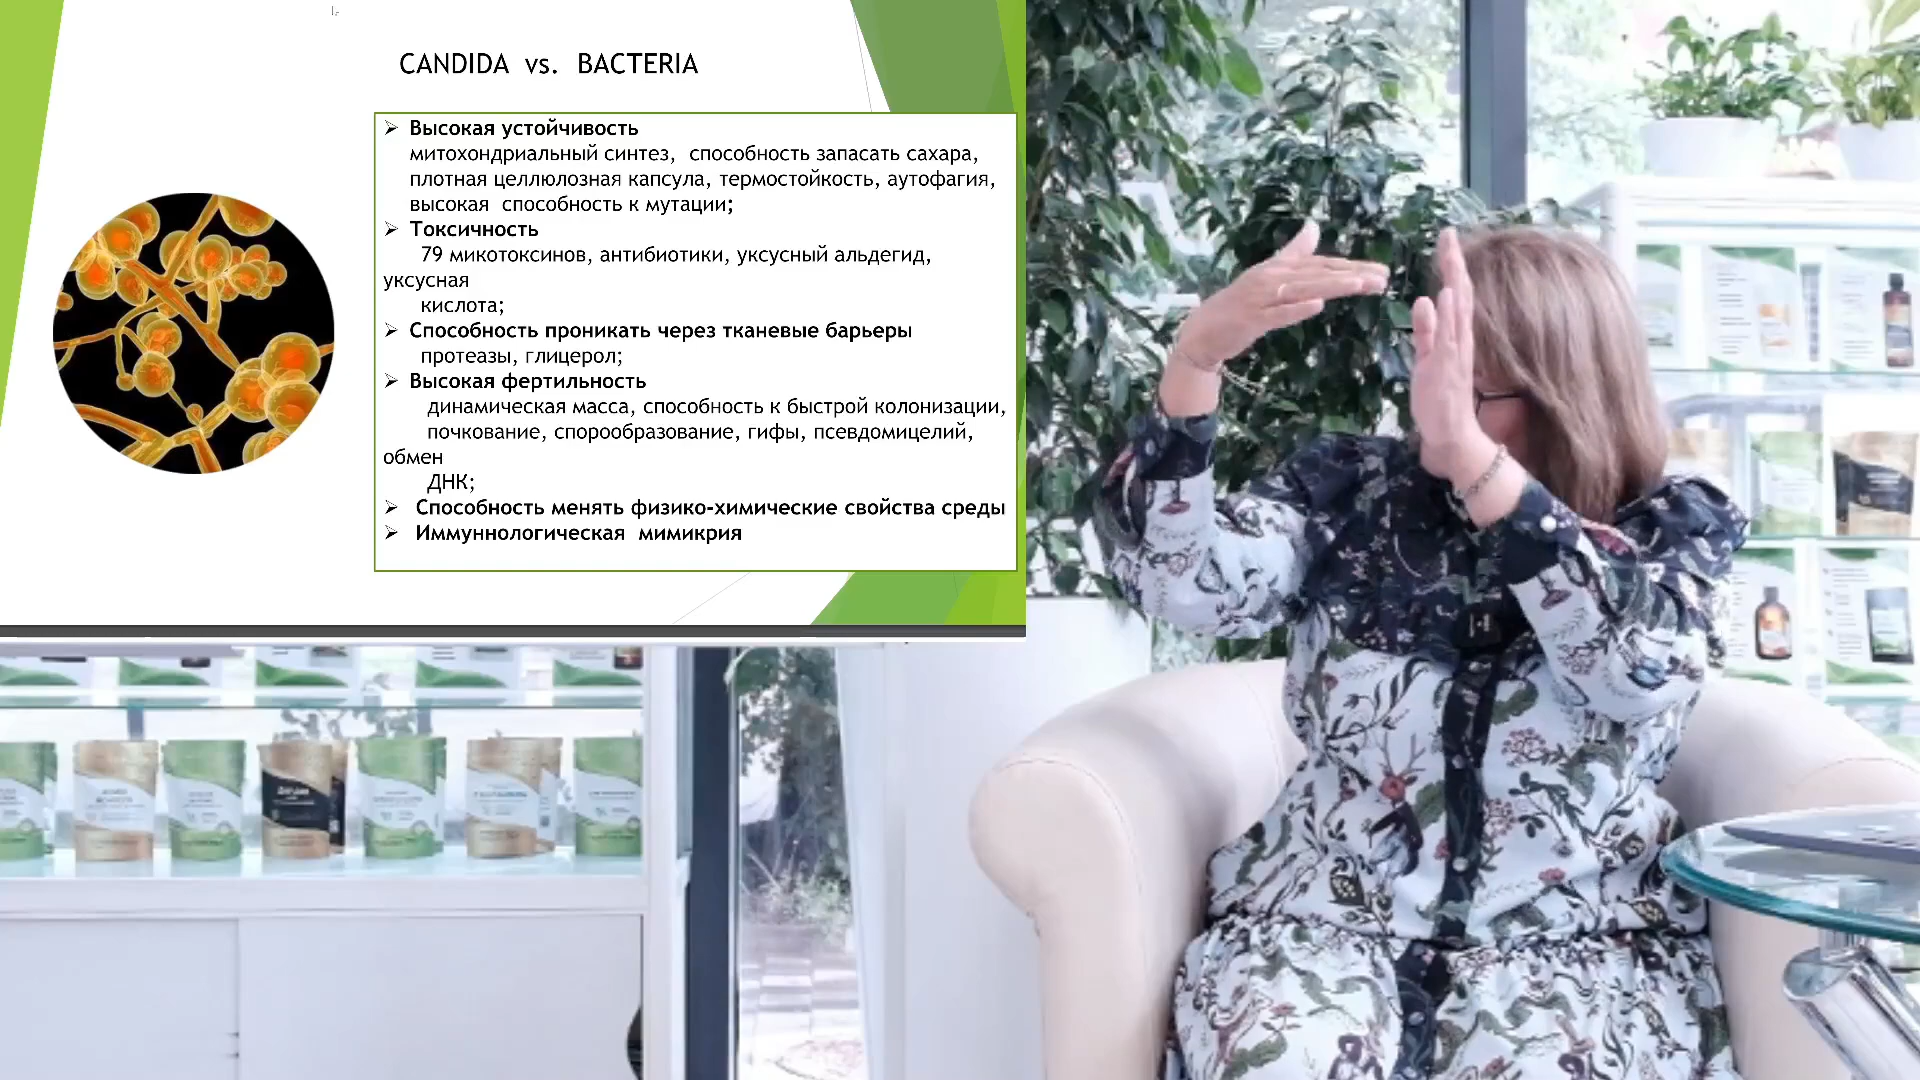 CANDIDA vs. BACTERIA
➢ Высокая устойчивость
митохондриальный синтез, способность запасать сахара,
плотная целлюлозная капсула, термостойкость, аутофагия,
высокая способность к мутации;
➢ Токсичность
79 микотоксинов, антибиотики, уксусный альдегид,
уксусная
кислота;
➢ Способность проникать через тканевые барьеры
протеазы, глицерол;
➢ Высокая фертильность
динамическая масса, способность к быстрой колонизации,
почкование, спорообразование, гифы, псевдомицелий,
обмен
ДНК;
➢ Способность менять физико-химические свойства среды
➢ Иммуннологическая мимикрия